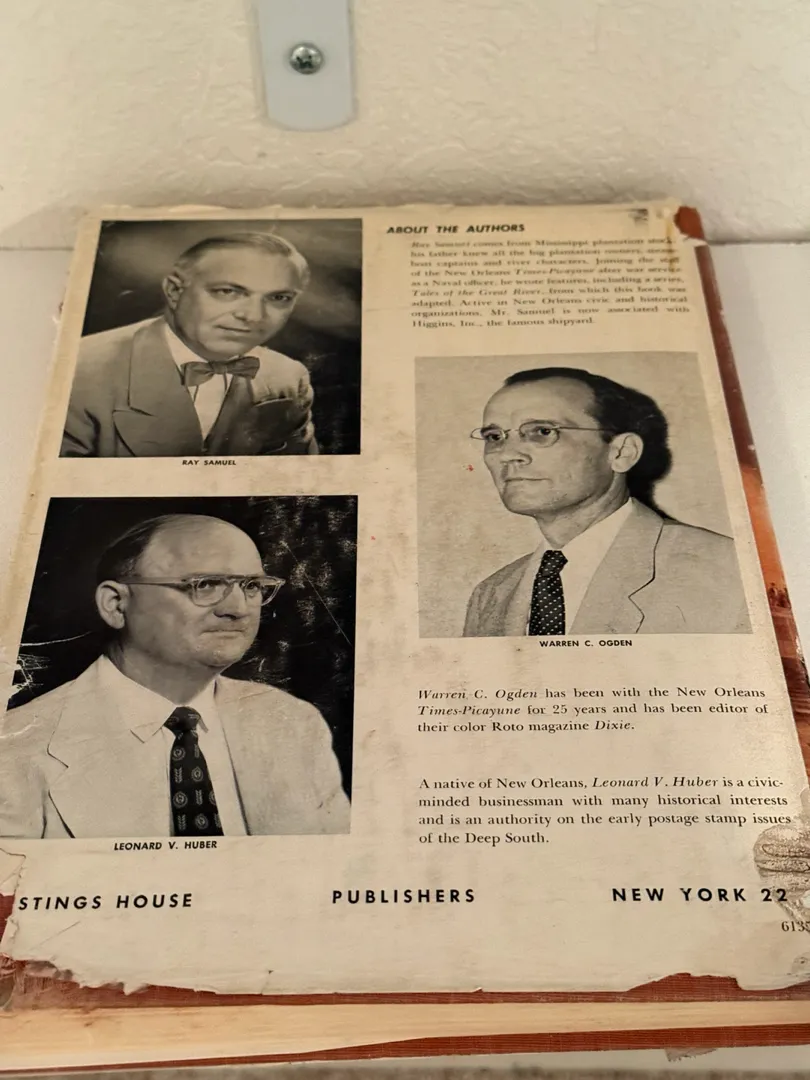 ABOUT THE AUTHORS
Ray Samuel comes from Mississippi plantation stock,
his father knew all the big plantation owners, steam-
boat captains and river characters. Joining the staff
of the New Orleans Times-Picayune after war service
as a Naval officer, he wrote features, including a series,
Tales of the Great River, from which this book was
adapted. Active in New Orleans civic and historical
organizations, Mr. Samuel is now associated with
Higgins, Inc., the famous shipyard.
RAY SAMUEL
WARREN C. OGDEN
Warren C. Ogden has been with the New Orleans
Times-Picayune for 25 years and has been editor of
their color Roto magazine Dixie.
A native of New Orleans, Leonard V. Huber is a civic-
minded businessman with many historical interests
and is an authority on the early postage stamp issues
of the Deep South.
LEONARD V. HUBER
STINGS HOUSE PUBLISHERS NEW YORK 22
613